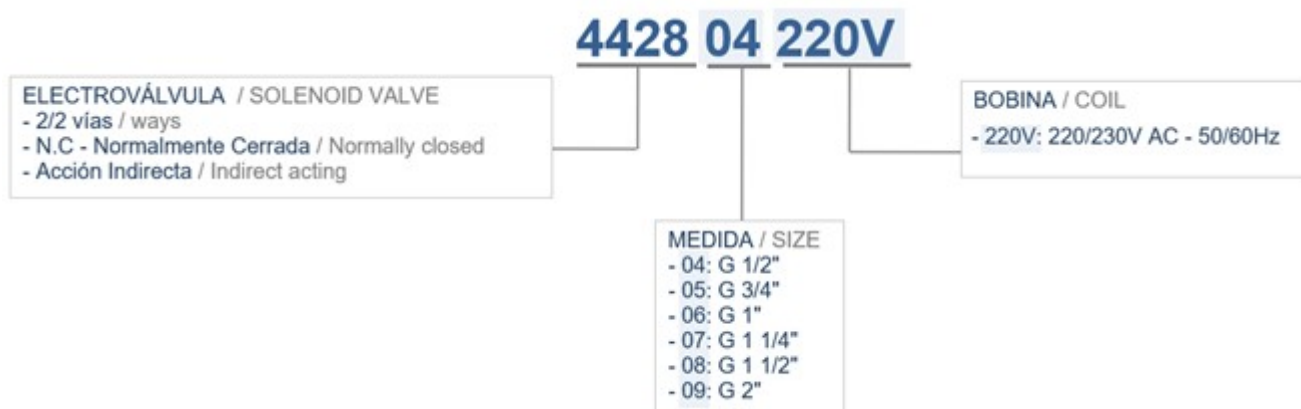 4428 04 220V
ELECTROVÁLVULA / SOLENOID VALVE
- 2/2 vías / ways
- N.C - Normalmente Cerrada / Normally closed
- Acción Indirecta / Indirect acting
BOBINA / COIL
- 220V: 220/230V AC - 50/60Hz
MEDIDA / SIZE
- 04: G 1/2"
- 05: G 3/4"
- 06: G 1"
- 07: G 1 1/4"
- 08: G 1 1/2"
- 09: G 2"